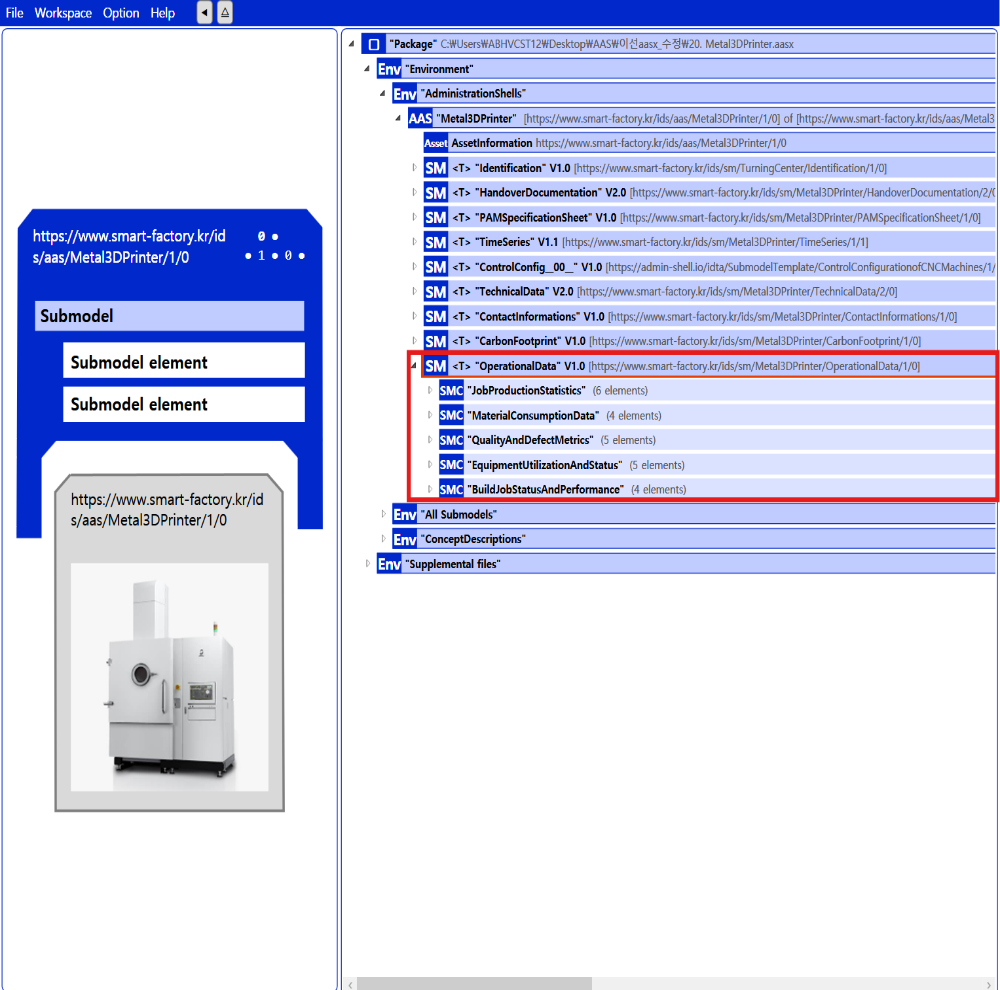 File Workspace Option Help
https://www.smart-factory.kr/id
s/aas/Metal3DPrinter/1/0
0
1 0
Submodel
Submodel element
Submodel element
https://www.smart-factory.kr/id
s/aas/Metal3DPrinter/1/0
"Package" C:₩Users₩ABHVCST12₩Desktop₩AAS₩이선aasx_수정₩20. Metal3DPrinter.aasx
Env "Environment"
Env "AdministrationShells"
AAS "Metal3DPrinter" [https://www.smart-factory.kr/ids/aas/Metal3DPrinter/1/0] of [https://www.smart-factory.kr/ids/aas/Metal3
Asset AssetInformation https://www.smart-factory.kr/ids/aas/Metal3DPrinter/1/0
SM <T> "Identification" V1.0 [https://www.smart-factory.kr/ids/sm/TurningCenter/Identification/1/0]
SM <T> "HandoverDocumentation" V2.0 [https://www.smart-factory.kr/ids/sm/Metal3DPrinter/HandoverDocumentation/2/0
SM <T> "PAMSpecificationSheet" V1.0 [https://www.smart-factory.kr/ids/sm/Metal3DPrinter/PAMSpecificationSheet/1/0]
SM <T> "TimeSeries" V1.1 [https://www.smart-factory.kr/ids/sm/Metal3DPrinter/TimeSeries/1/1]
SM <T> "ControlConfig__00__" V1.0 [https://admin-shell.io/idta/SubmodelTemplate/ControlConfigurationofCNCMachines/1/
SM <T> "TechnicalData" V2.0 [https://www.smart-factory.kr/ids/sm/Metal3DPrinter/TechnicalData/2/0]
SM <T> "ContactInformations" V1.0 [https://www.smart-factory.kr/ids/sm/Metal3DPrinter/ContactInformations/1/0]
SM <T> "CarbonFootprint" V1.0 [https://www.smart-factory.kr/ids/sm/Metal3DPrinter/CarbonFootprint/1/0]
SM <T> "OperationalData" V1.0 [https://www.smart-factory.kr/ids/sm/Metal3DPrinter/OperationalData/1/0]
SMC "JobProductionStatistics" (6 elements)
SMC "MaterialConsumptionData" (4 elements)
SMC "QualityAndDefectMetrics" (5 elements)
SMC "EquipmentUtilizationAndStatus" (5 elements)
SMC "BuildJobStatusAndPerformance" (4 elements)
Env "All Submodels"
Env "ConceptDescriptions"
Env "Supplemental files"